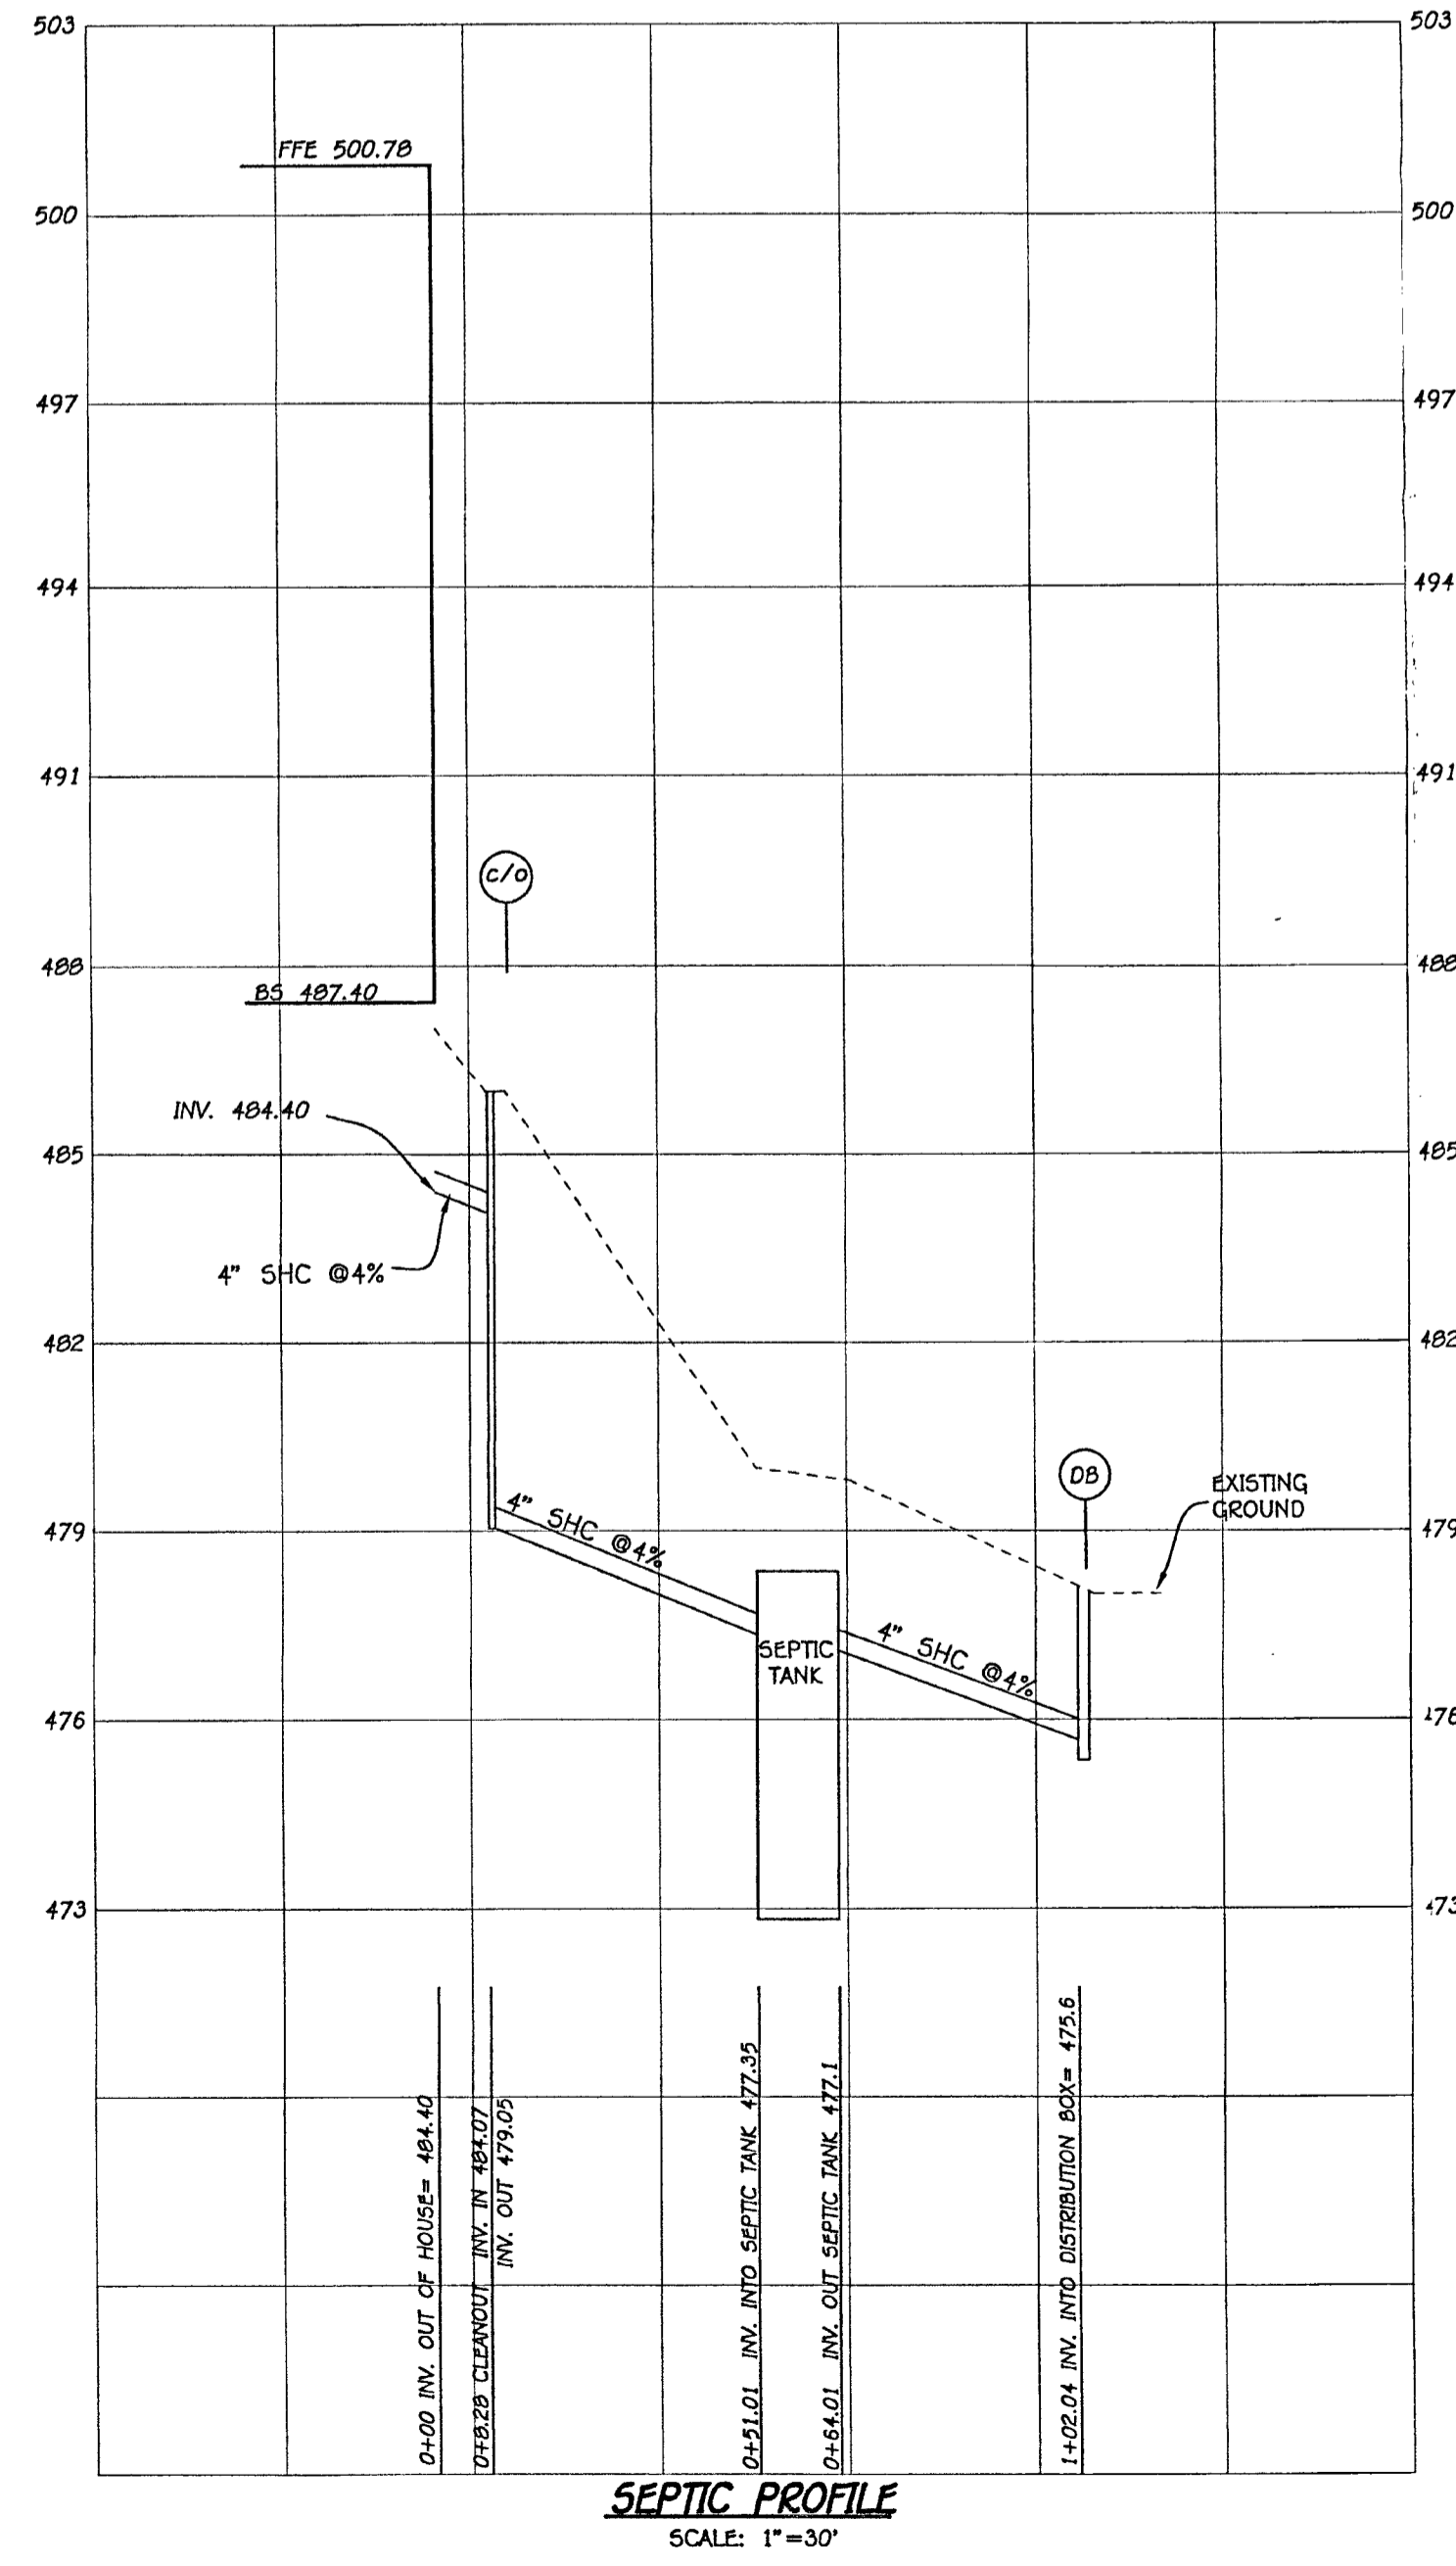 503 503
FFE 500.78
500 500
497 497
494 494
491 491
C/O
488 488
BS 487.40
INV. 484.40
485 485
4" SHC @4%
482 482
DB
EXISTING
GROUND
4" SHC @4%
479 479
SEPTIC
TANK
4" SHC @4%
476 476
473 473
0+00 INV. OUT OF HOUSE= 484.40
0+8.28 CLEANOUT INV. IN 484.07
INV. OUT 479.05
0+51.01 INV. INTO SEPTIC TANK 477.35
0+64.01 INV. OUT SEPTIC TANK 477.1
1+02.04 INV. INTO DISTRIBUTION BOX= 475.6
SEPTIC PROFILE
SCALE: 1"=30'